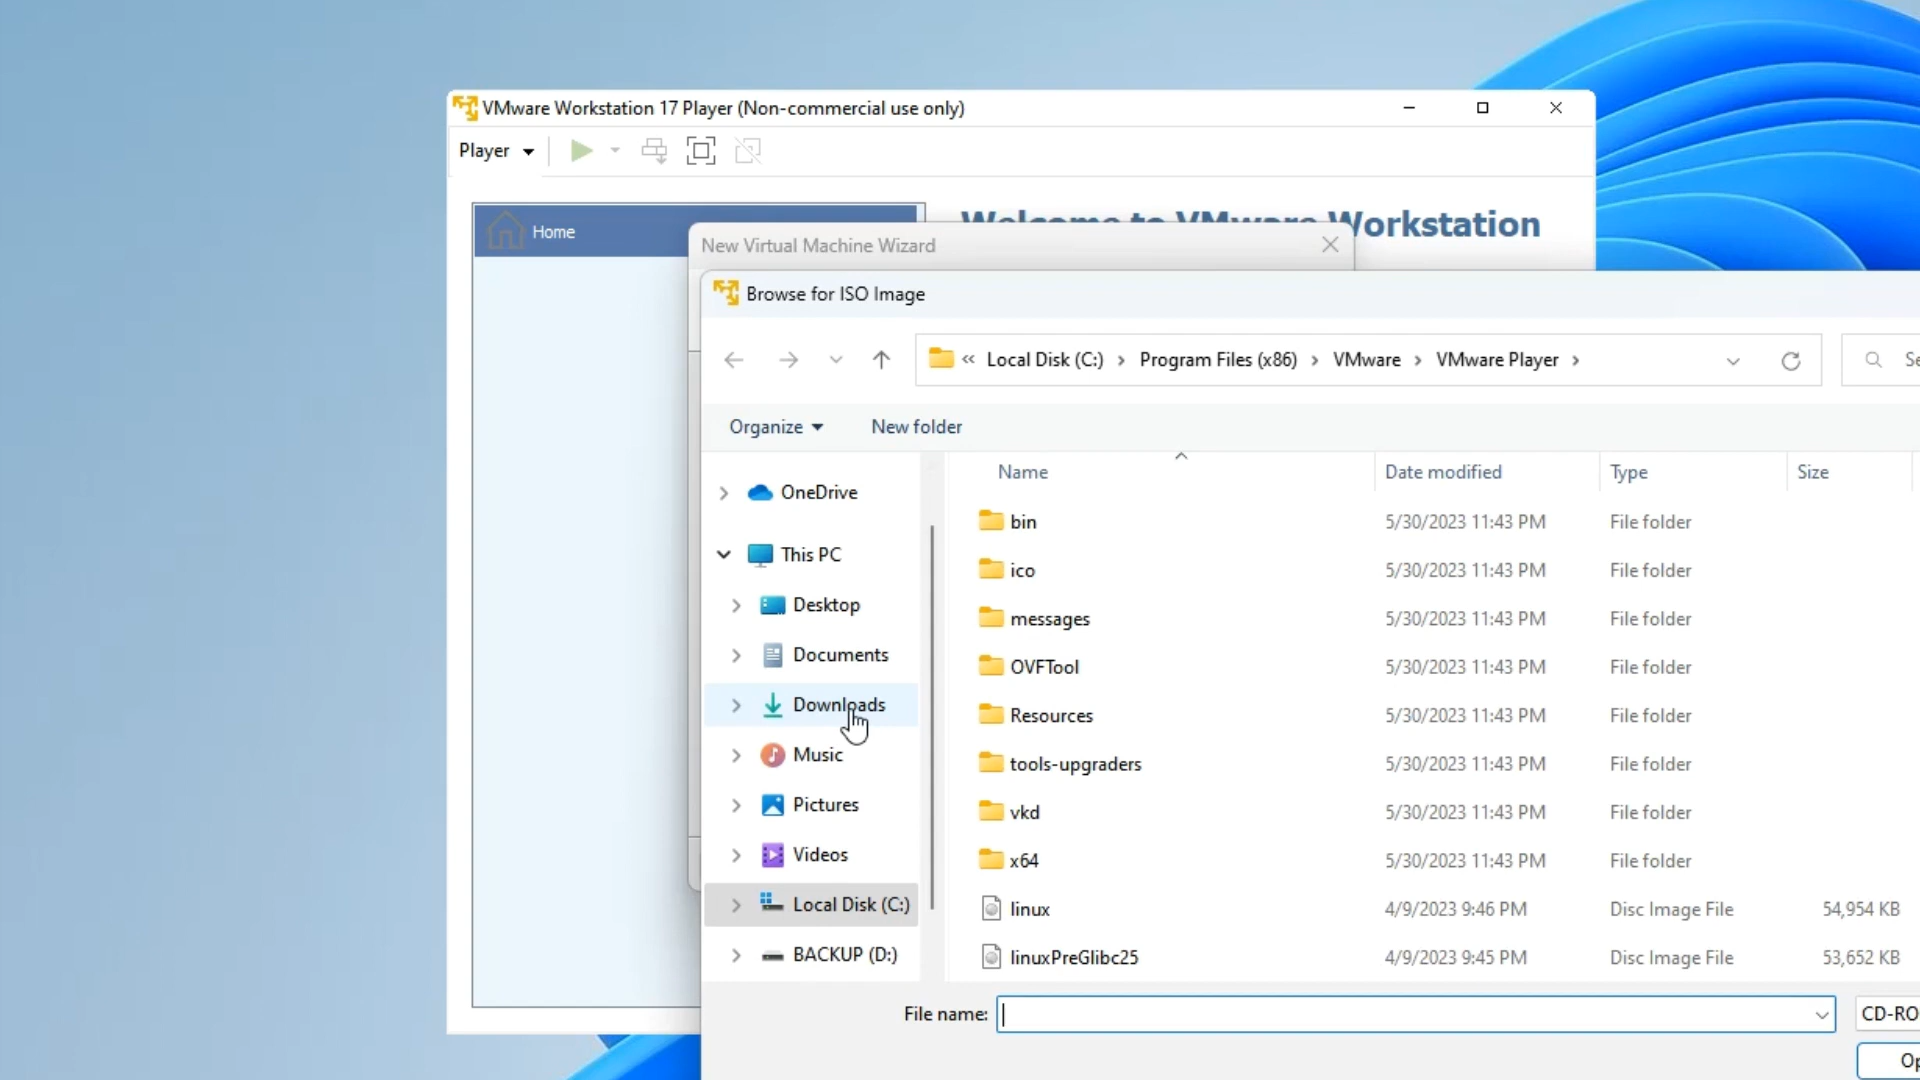 VMware Workstation 17 Player (Non-commercial use only)
Player
Home
Welcome to VMware Workstation
New Virtual Machine Wizard
Browse for ISO Image
« Local Disk (C:) > Program Files (x86) > VMware > VMware Player >
Organize New folder
Name Date modified Type Size
OneDrive
This PC
Desktop
Documents
Downloads
Music
Pictures
Videos
Local Disk (C:)
BACKUP (D:)
bin 5/30/2023 11:43 PM File folder
ico 5/30/2023 11:43 PM File folder
messages 5/30/2023 11:43 PM File folder
OVFTool 5/30/2023 11:43 PM File folder
Resources 5/30/2023 11:43 PM File folder
tools-upgraders 5/30/2023 11:43 PM File folder
vkd 5/30/2023 11:43 PM File folder
x64 5/30/2023 11:43 PM File folder
linux 4/9/2023 9:46 PM Disc Image File 54,954 KB
linuxPreGlibc25 4/9/2023 9:45 PM Disc Image File 53,652 KB
File name: CD-RO